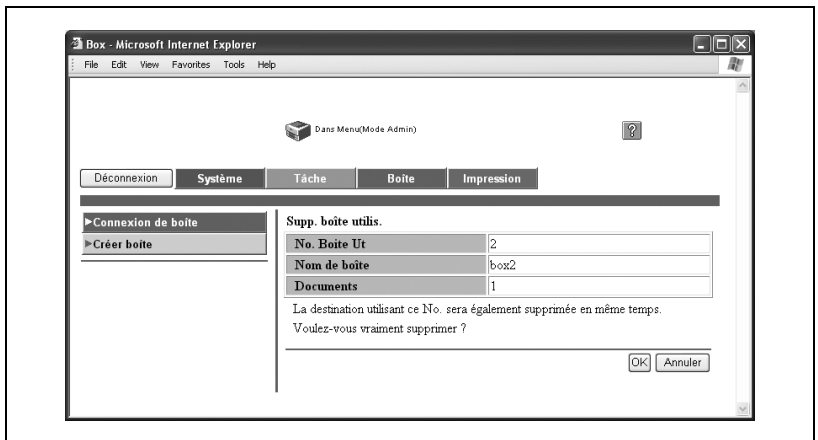 Box - Microsoft Internet Explorer
File Edit View Favorites Tools Help
Dans Menu(Mode Admin)
?
Déconnexion Système Tâche Boîte Impression
Connexion de boîte
Créer boîte
Supp. boîte utilis.
No. Boite Ut 2
Nom de boîte box2
Documents 1
La destination utilisant ce No. sera également supprimée en même temps.
Voulez-vous vraiment supprimer ?
OK Annuler